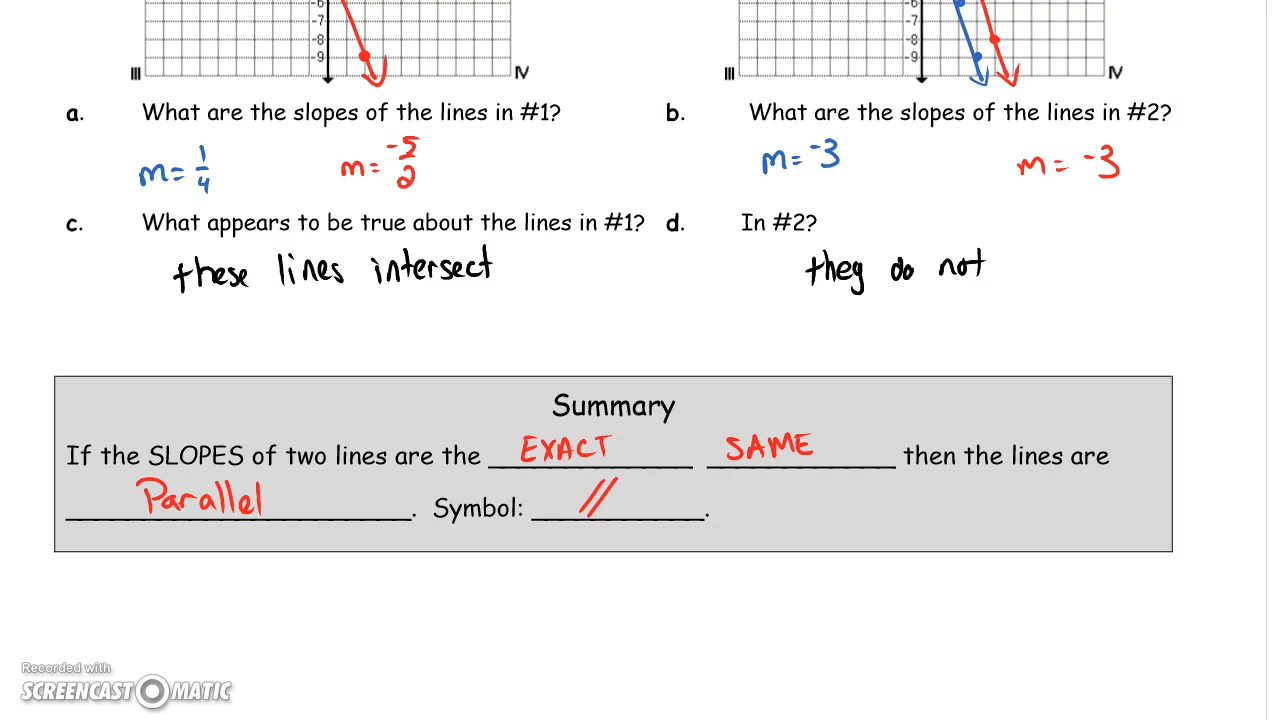 -6 -6
-7 -7
-8 -8
-9 -9
III IV III IV
a. What are the slopes of the lines in #1? b. What are the slopes of the lines in #2?
m = 1/4 m = -5/2 m = -3 m = -3
c. What appears to be true about the lines in #1? d. In #2?
these lines intersect they do not
Summary
If the SLOPES of two lines are the EXACT SAME then the lines are
Parallel. Symbol: //.
Recorded with
SCREENCAST O MATIC